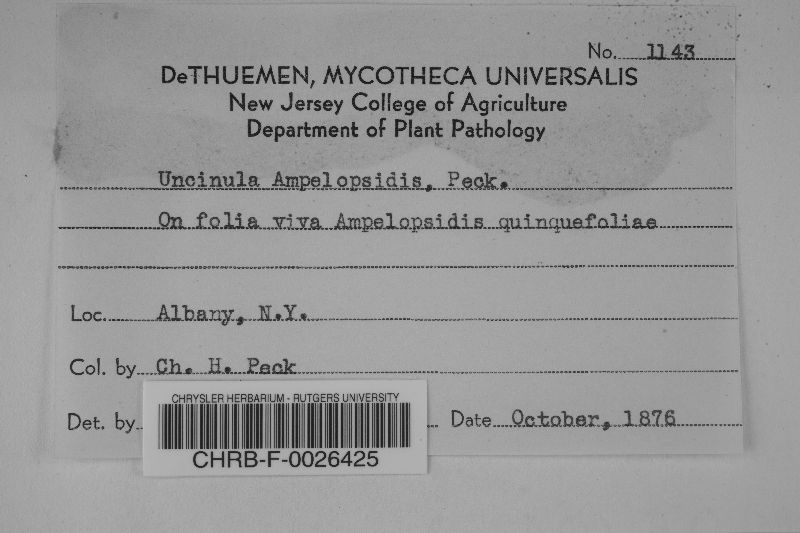 No. 1143
DeTHUEMEN, MYCOTHECA UNIVERSALIS
New Jersey College of Agriculture
Department of Plant Pathology
Uncinula Ampelopsidis, Peck.
On folia viva Ampelopsidis quinquefoliae
Loc. Albany, N.Y.
Col. by Ch. H. Peck
Det. by Date October, 1876
CHRYSLER HERBARIUM - RUTGERS UNIVERSITY
CHRB-F-0026425